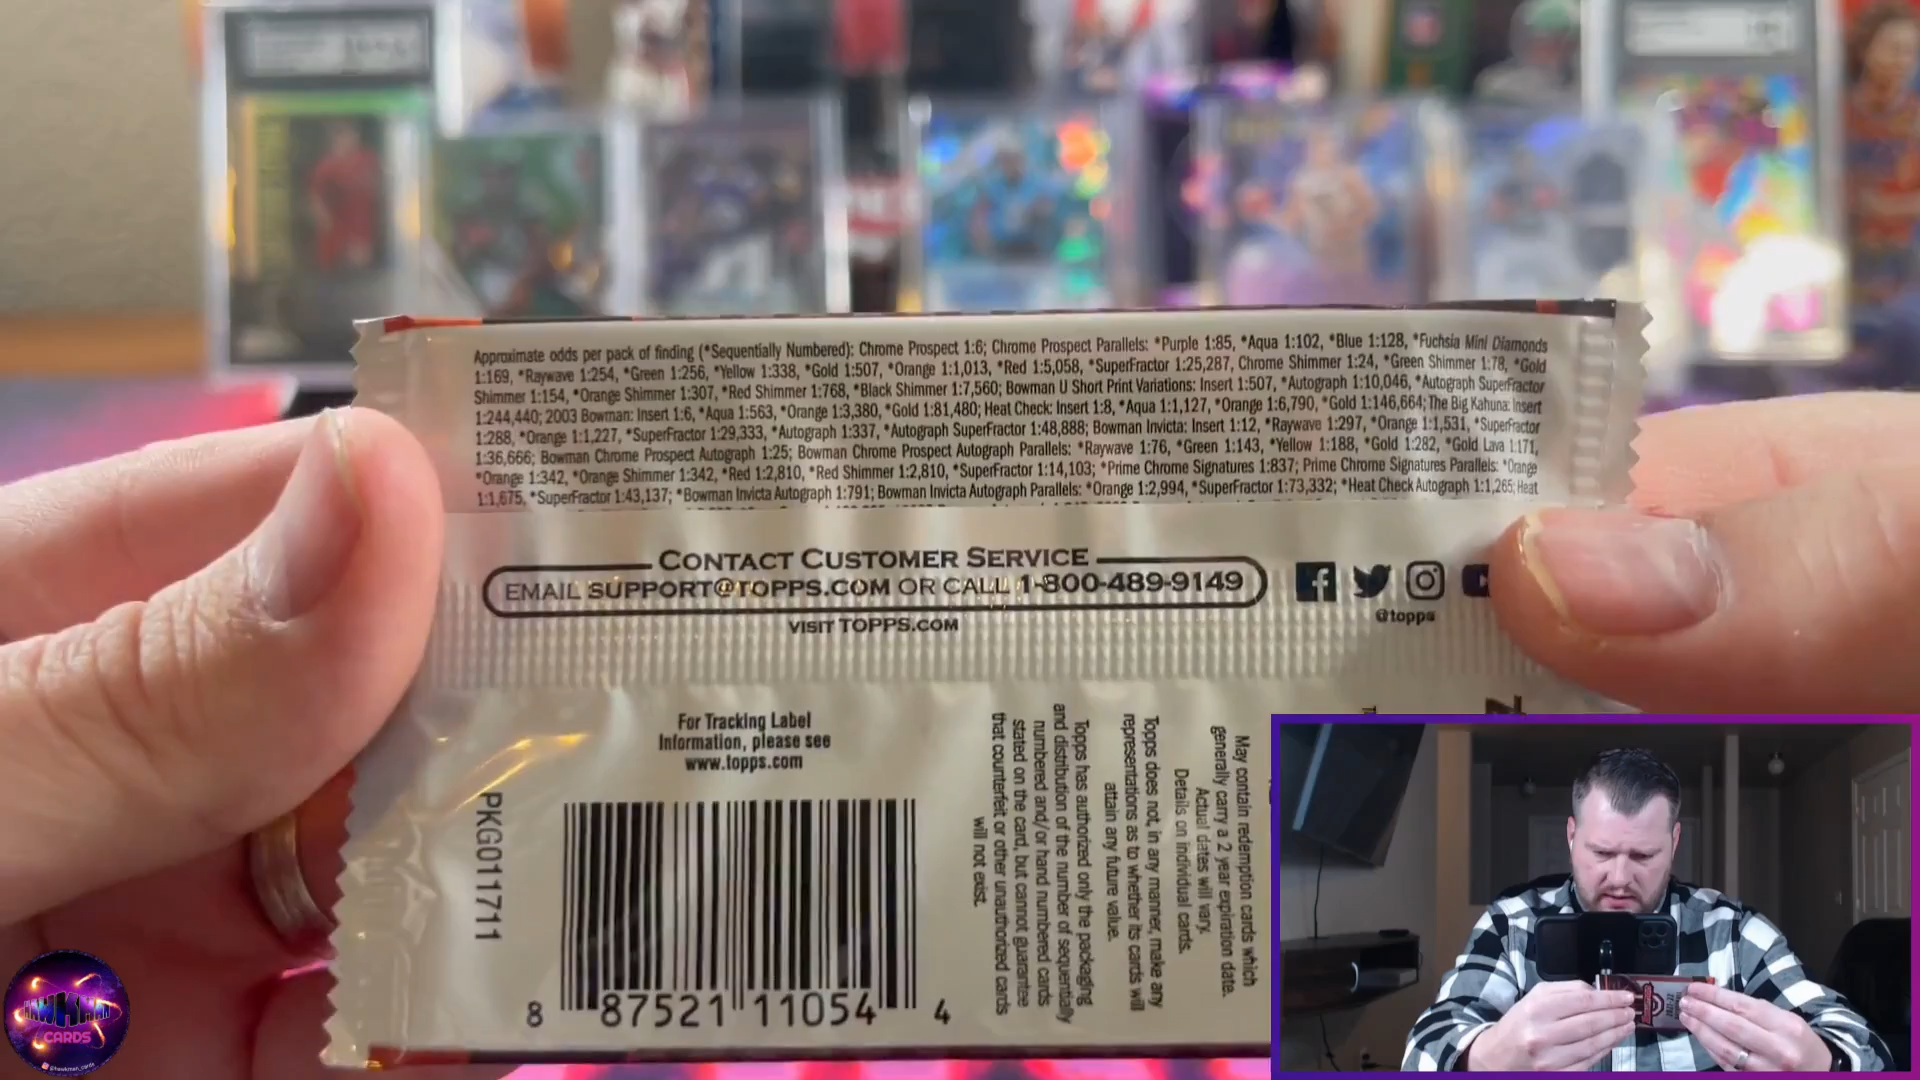 Approximate odds per pack of finding (*Sequentially Numbered): Chrome Prospect 1:6; Chrome Prospect Parallels: *Purple 1:85, *Aqua 1:102, *Blue 1:128, *Fuchsia Mini Diamonds
1:169, *Raywave 1:254, *Green 1:256, *Yellow 1:338, *Gold 1:507, *Orange 1:1,013, *Red 1:5,058, *SuperFractor 1:25,287, Chrome Shimmer 1:24, *Green Shimmer 1:78, *Gold
Shimmer 1:154, *Orange Shimmer 1:307, *Red Shimmer 1:768, *Black Shimmer 1:7,560; Bowman U Short Print Variations: Insert 1:507, *Autograph 1:10,046, *Autograph SuperFractor
1:244,440; 2003 Bowman: Insert 1:6, *Aqua 1:563, *Orange 1:3,380, *Gold 1:81,480; Heat Check: Insert 1:8, *Aqua 1:1,127, *Orange 1:6,790, *Gold 1:146,664; The Big Kahuna: Insert
1:288, *Orange 1:1,227, *SuperFractor 1:29,333, *Autograph 1:337, *Autograph SuperFractor 1:48,888; Bowman Invicta: Insert 1:12, *Raywave 1:297, *Orange 1:1,531, *SuperFractor
1:36,666; Bowman Chrome Prospect Autograph 1:25; Bowman Chrome Prospect Autograph Parallels: *Raywave 1:76, *Green 1:143, *Yellow 1:188, *Gold 1:282, *Gold Lava 1:171,
*Orange 1:342, *Orange Shimmer 1:342, *Red 1:2,810, *Red Shimmer 1:2,810, *SuperFractor 1:14,103; *Prime Chrome Signatures 1:837; Prime Chrome Signatures Parallels: *Orange
1:1,675, *SuperFractor 1:43,137; *Bowman Invicta Autograph 1:791; Bowman Invicta Autograph Parallels: *Orange 1:2,994, *SuperFractor 1:73,332; *Heat Check Autograph 1:1,265; Heat
CONTACT CUSTOMER SERVICE
EMAIL SUPPORT@TOPPS.COM OR CALL 1-800-489-9149
VISIT TOPPS.COM
@topps
For Tracking Label
Information, please see
www.topps.com
PKG011711
8 87521 11054 4
May contain redemption cards which
generally carry a 2 year expiration date.
Actual dates will vary.
Details on individual cards.
Topps does not, in any manner, make any
representations as to whether its cards will
attain any future value.
Topps has authorized only the packaging
and distribution of the number of sequentially
numbered and/or hand numbered cards
stated on the card, but cannot guarantee
that counterfeit or other unauthorized cards
will not exist.
HAWKMAN
CARDS
@hawkman_cards